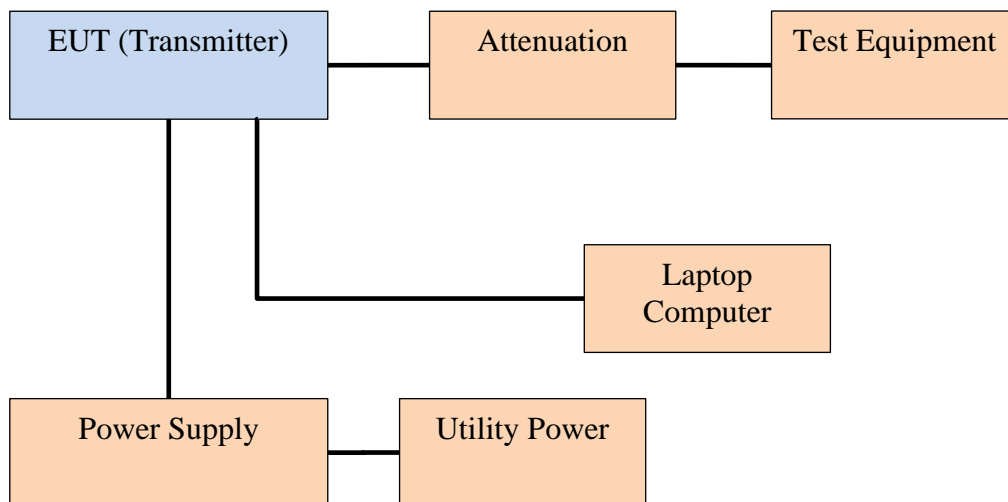 EUT (Transmitter)
Attenuation
Test Equipment
Laptop
Computer
Power Supply
Utility Power